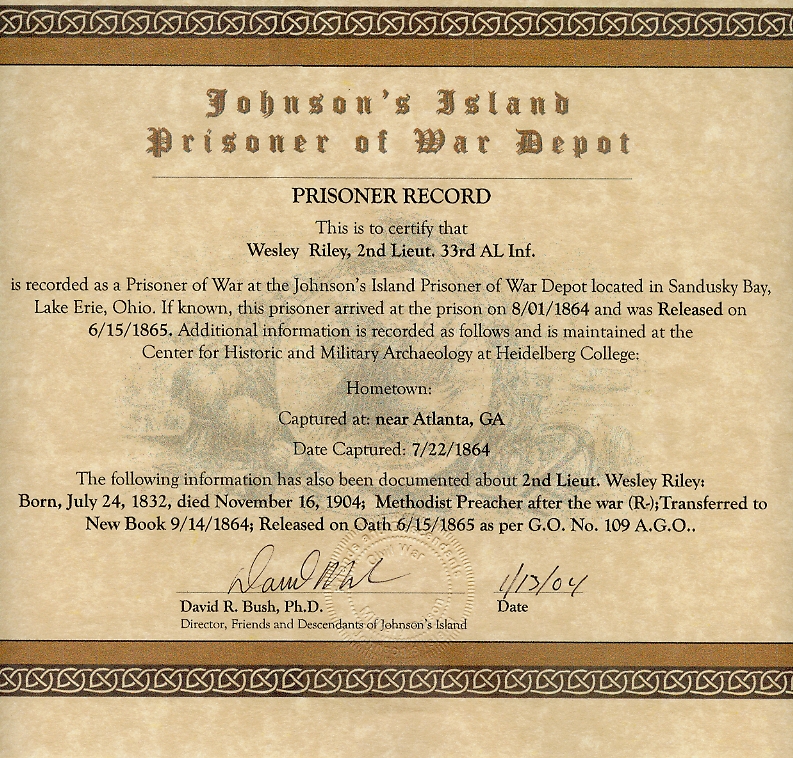 Johnson's Island
Prisoner of War Depot
PRISONER RECORD
This is to certify that
Wesley Riley, 2nd Lieut. 33rd AL Inf.
is recorded as a Prisoner of War at the Johnson's Island Prisoner of War Depot located in Sandusky Bay,
Lake Erie, Ohio. If known, this prisoner arrived at the prison on 8/01/1864 and was Released on
6/15/1865. Additional information is recorded as follows and is maintained at the
Center for Historic and Military Archaeology at Heidelberg College:
Hometown:
Captured at: near Atlanta, GA
Date Captured: 7/22/1864
The following information has also been documented about 2nd Lieut. Wesley Riley:
Born, July 24, 1832, died November 16, 1904; Methodist Preacher after the war (R-);Transferred to
New Book 9/14/1864; Released on Oath 6/15/1865 as per G.O. No. 109 A.G.O..
1/13/04
David R. Bush, Ph.D.
Date
Director, Friends and Descendants of Johnson's Island
Civil War